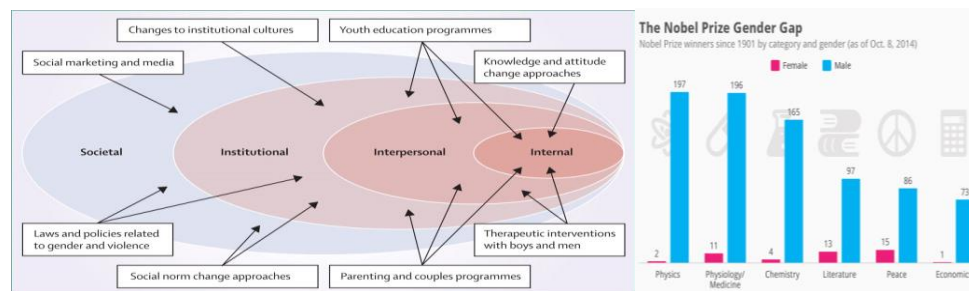 Changes to institutional cultures
Youth education programmes
Social marketing and media
Knowledge and attitude
change approaches
Societal
Institutional
Interpersonal
Internal
Laws and policies related
to gender and violence
Social norm change approaches
Parenting and couples programmes
Therapeutic interventions
with boys and men
The Nobel Prize Gender Gap
Nobel Prize winners since 1901 by category and gender (as of Oct. 8, 2014)
Female
Male
197
196
165
97
86
73
2
11
4
13
15
1
Physics
Physiology/
Medicine
Chemistry
Literature
Peace
Economics